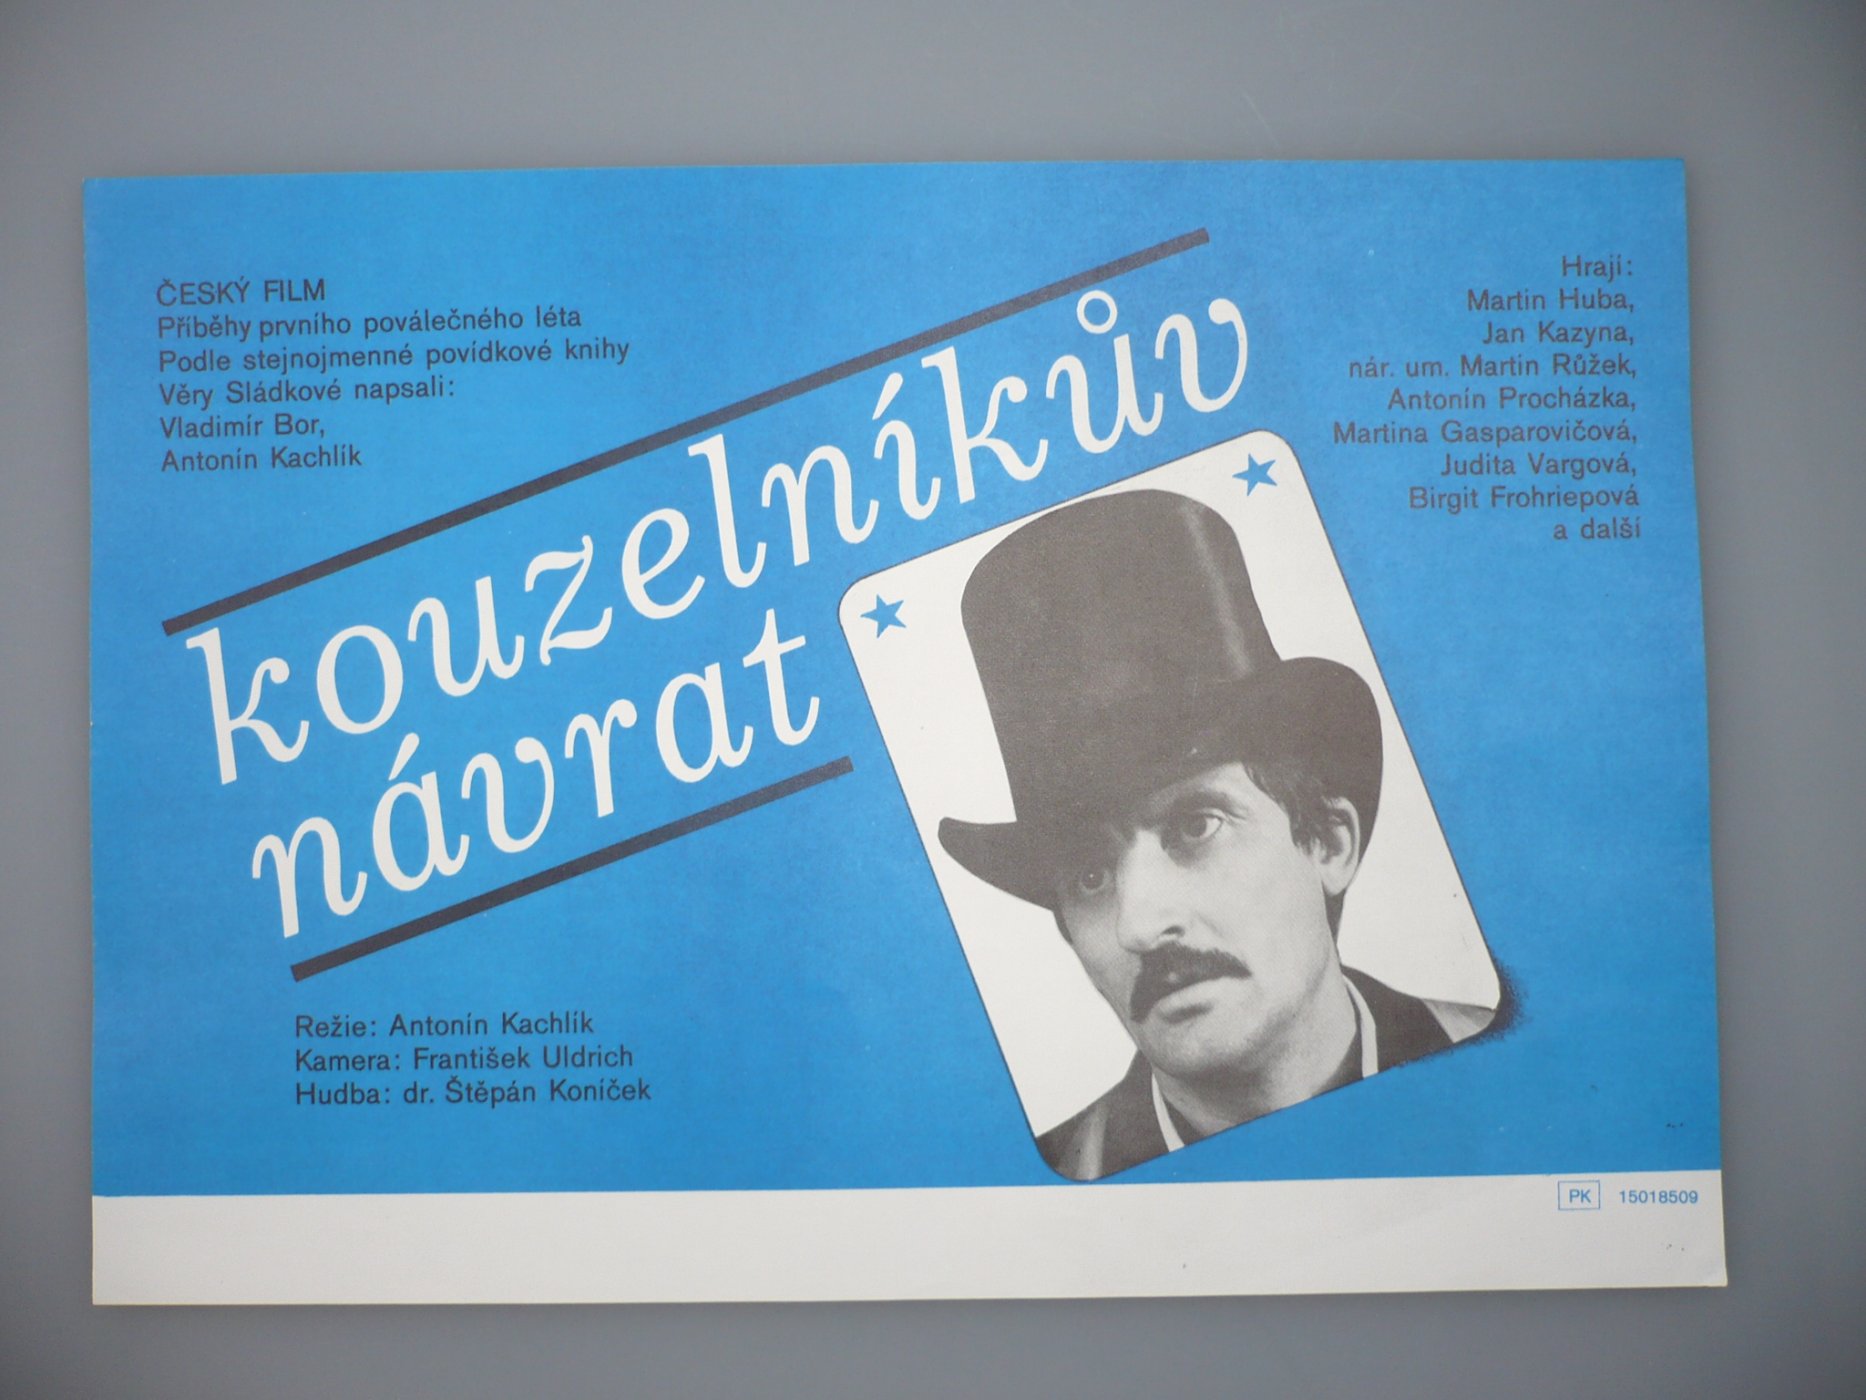 ČESKÝ FILM
Příběhy prvního poválečného léta
Podle stejnojmenné povídkové knihy
Věry Sládkové napsali:
Vladimír Bor,
Antonín Kachlík
kouzelníkův
návrat
Hrají:
Martin Huba,
Jan Kazyna,
nár. um. Martin Růžek,
Antonín Procházka,
Martina Gasparovičová,
Judita Vargová,
Birgit Frohriepová
a další
Režie: Antonín Kachlík
Kamera: František Uldrich
Hudba: dr. Štěpán Koníček
PK 15018509